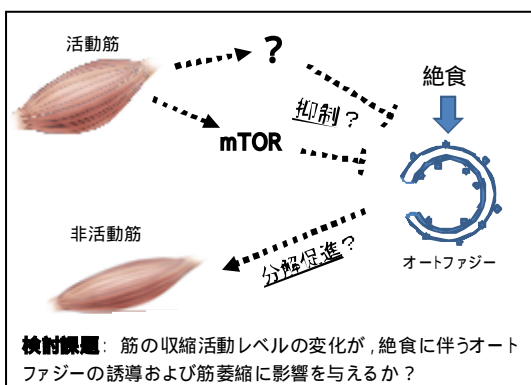 活動筋
?
抑制?
絶食
mTOR
非活動筋
分解促進?
オートファジー
検討課題: 筋の収縮活動レベルの変化が,絶食に伴うオート
ファジーの誘導および筋萎縮に影響を与えるか?